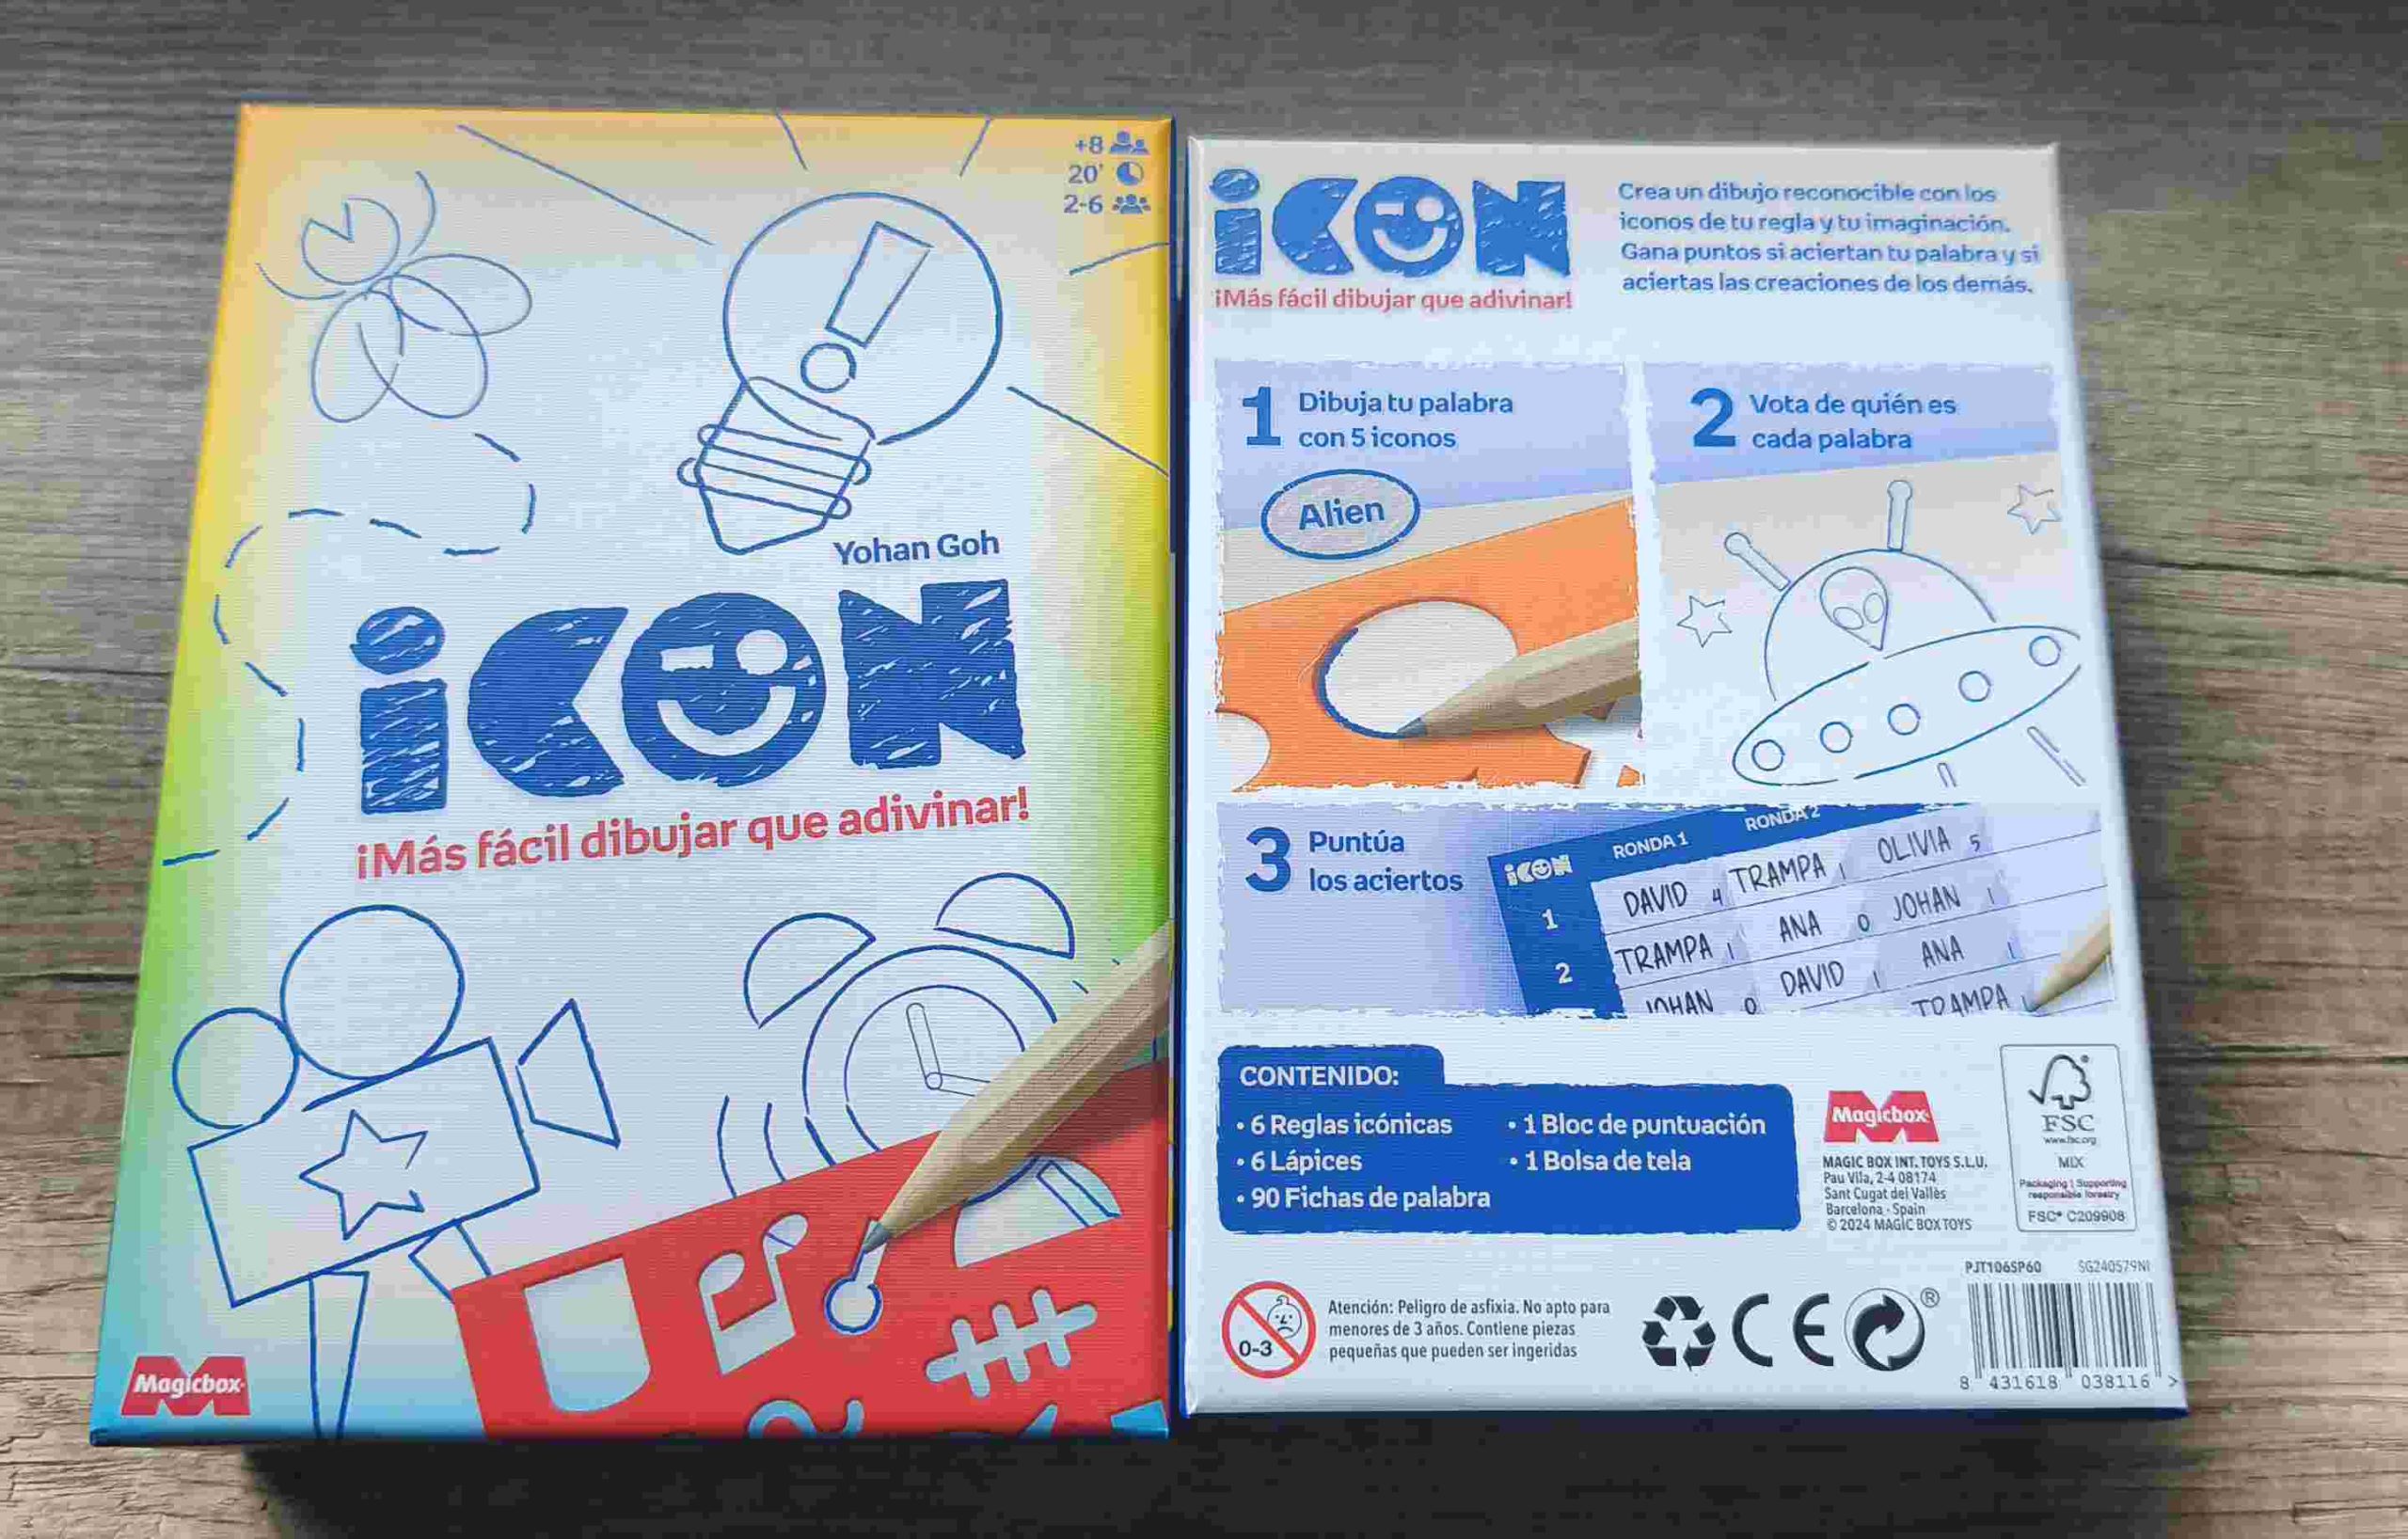 +8
20'
2-6
Yohan Goh
iCON
¡Más fácil dibujar que adivinar!
Magicbox
iCON
¡Más fácil dibujar que adivinar!
Crea un dibujo reconocible con los
iconos de tu regla y tu imaginación.
Gana puntos si aciertan tu palabra y si
aciertas las creaciones de los demás.
1 Dibuja tu palabra
con 5 iconos
Alien
2 Vota de quién es
cada palabra
3 Puntúa
los aciertos
iCON RONDA 1 RONDA 2
1 DAVID 4 TRAMPA 1 OLIVIA 5
2 TRAMPA 1 ANA 0 JOHAN 1
JOHAN 0 DAVID 1 ANA 1
TRAMPA
CONTENIDO:
• 6 Reglas icónicas
• 6 Lápices
• 90 Fichas de palabra
• 1 Bloc de puntuación
• 1 Bolsa de tela
Magicbox
MAGIC BOX INT. TOYS S.L.U.
Pau Vila, 2-4 08174
Sant Cugat del Vallès
Barcelona - Spain
© 2024 MAGIC BOX TOYS
FSC
www.fsc.org
MIX
Packaging | Supporting
responsible forestry
FSC® C209908
0-3
Atención: Peligro de asfixia. No apto para
menores de 3 años. Contiene piezas
pequeñas que pueden ser ingeridas
CE
®
PJT106SP60 SG240579NI
8 431618 038116 >